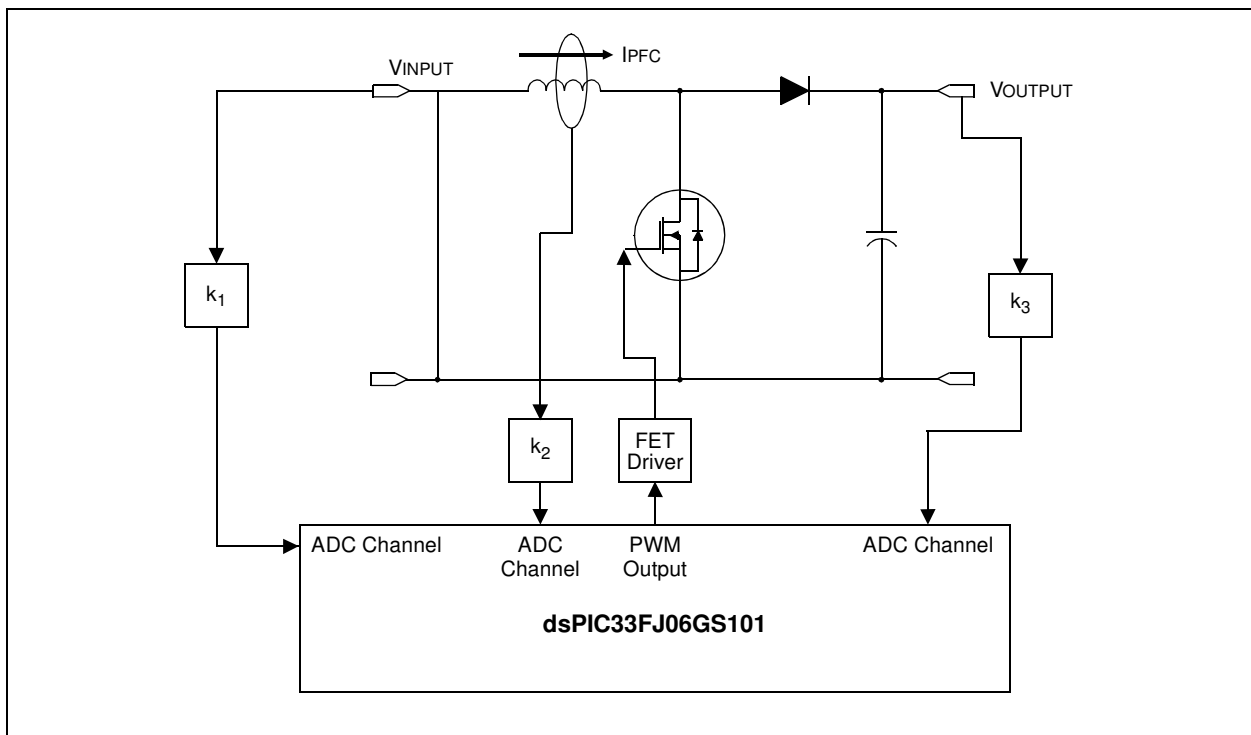 IPFC
VINPUT
VOUTPUT
k1
k3
k2
FET
Driver
ADC Channel
ADC
Channel
PWM
Output
ADC Channel
dsPIC33FJ06GS101